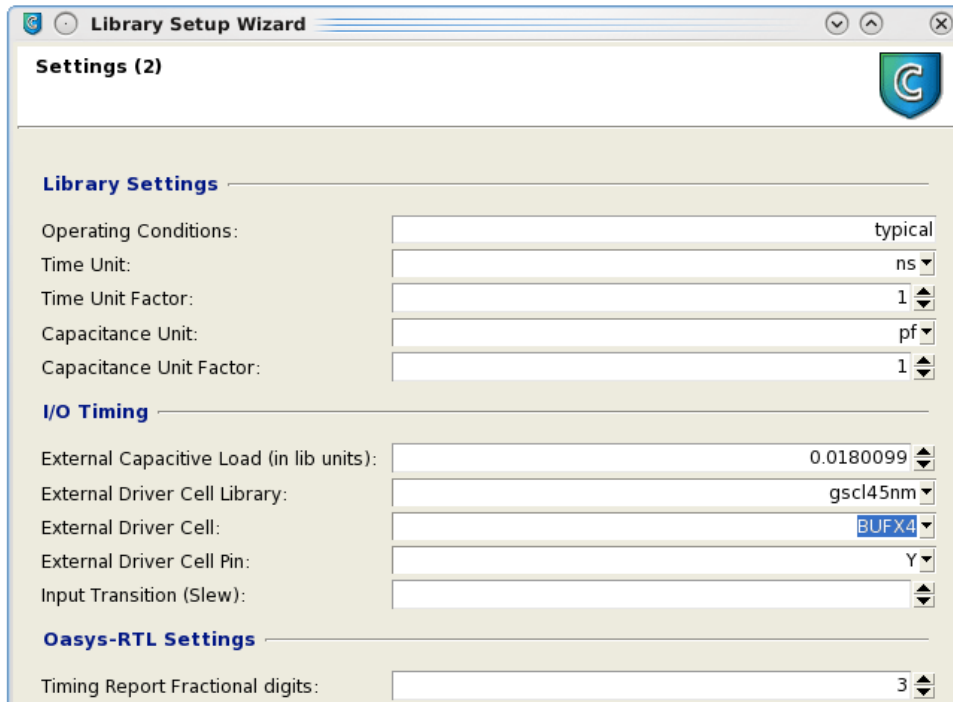 Library Setup Wizard
Settings (2)
Library Settings
Operating Conditions: typical
Time Unit: ns
Time Unit Factor: 1
Capacitance Unit: pf
Capacitance Unit Factor: 1
I/O Timing
External Capacitive Load (in lib units): 0.0180099
External Driver Cell Library: gscl45nm
External Driver Cell: BUFX4
External Driver Cell Pin: Y
Input Transition (Slew):
Oasys-RTL Settings
Timing Report Fractional digits: 3